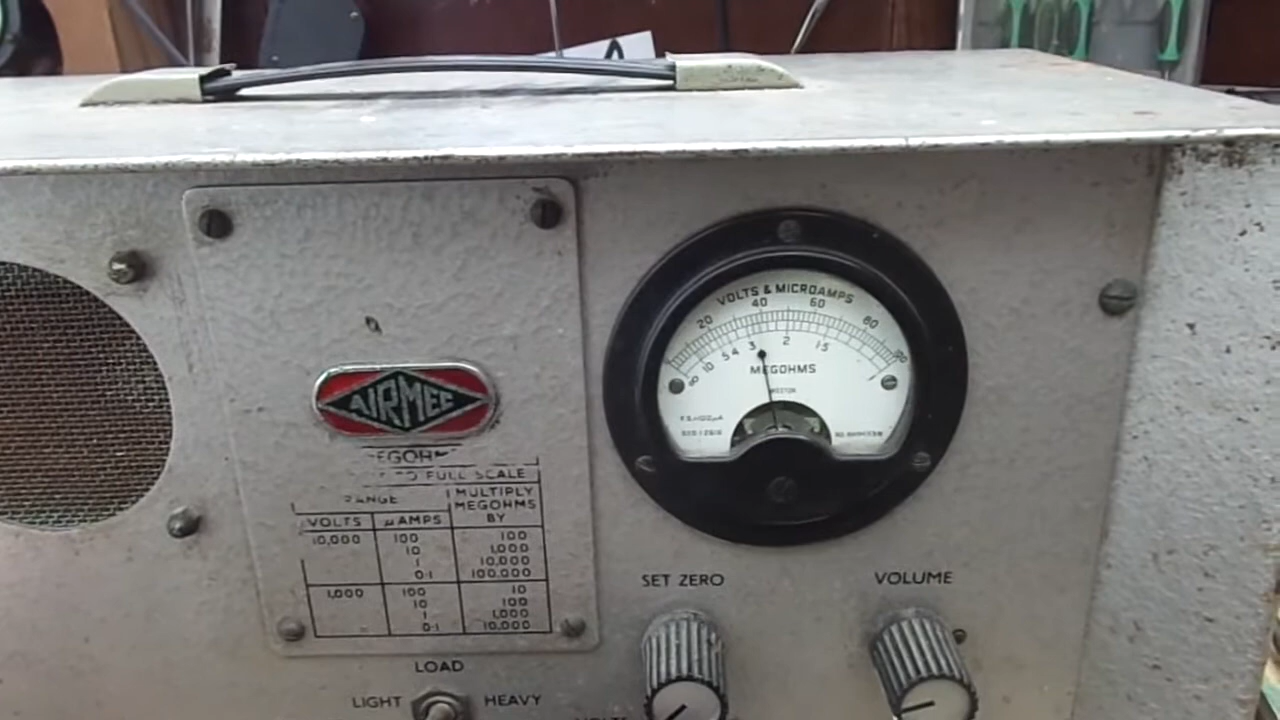 AIRMEC
TO FULL SCALE
RANGE
MULTIPLY
MEGOHMS
BY
VOLTS
µAMPS
10,000 100 100
10 1,000
1 10,000
0·1 100,000
1,000 100 10
10 100
1 1,000
0·1 10,000
VOLTS & MICROAMPS
20 40 60 80
∞ 10 5 4 3 2 1·5
MEGOHMS
SET ZERO
VOLUME
LOAD
LIGHT
HEAVY